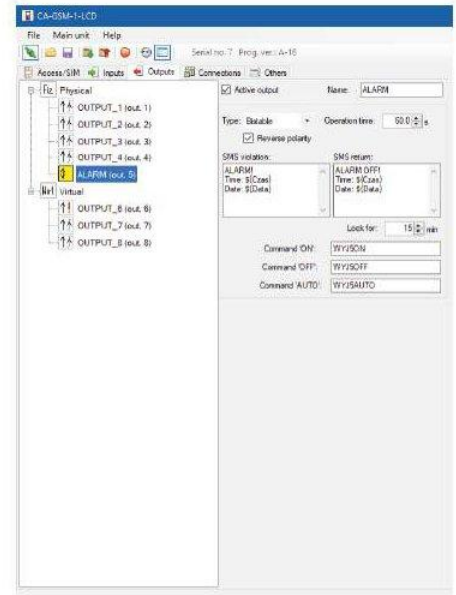 CA-GSM-1-LCD
File Main unit Help
Serial no. 7 Prog. ver.: A-16
Access/SIM Inputs Outputs Connections Others
Fiz Physical
OUTPUT_1 (out. 1)
OUTPUT_2 (out. 2)
OUTPUT_3 (out. 3)
OUTPUT_4 (out. 4)
ALARM (out. 5)
Wirt Virtual
OUTPUT_6 (out. 6)
OUTPUT_7 (out. 7)
OUTPUT_8 (out. 8)
Active output Name: ALARM
Type: Bistable Operation time: 50.0 s
Reverse polarity
SMS violation: SMS return:
ALARM! ALARM OFF!
Time: $(Czas) Time: $(Czas)
Date: $(Data) Date: $(Data)
Lock for: 15 min
Command 'ON': WYJ5ON
Command 'OFF': WYJ5OFF
Command 'AUTO': WYJ5AUTO